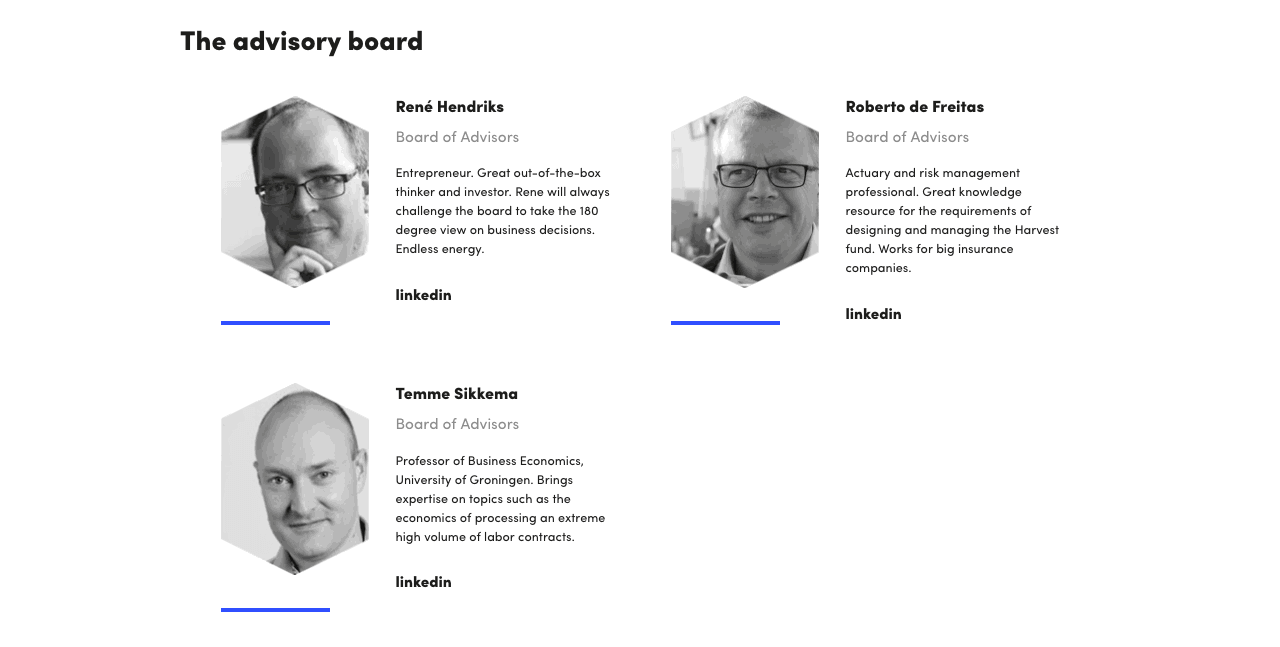 The advisory board
René Hendriks
Board of Advisors
Entrepreneur. Great out-of-the-box
thinker and investor. Rene will always
challenge the board to take the 180
degree view on business decisions.
Endless energy.
linkedin
Roberto de Freitas
Board of Advisors
Actuary and risk management
professional. Great knowledge
resource for the requirements of
designing and managing the Harvest
fund. Works for big insurance
companies.
linkedin
Temme Sikkema
Board of Advisors
Professor of Business Economics,
University of Groningen. Brings
expertise on topics such as the
economics of processing an extreme
high volume of labor contracts.
linkedin